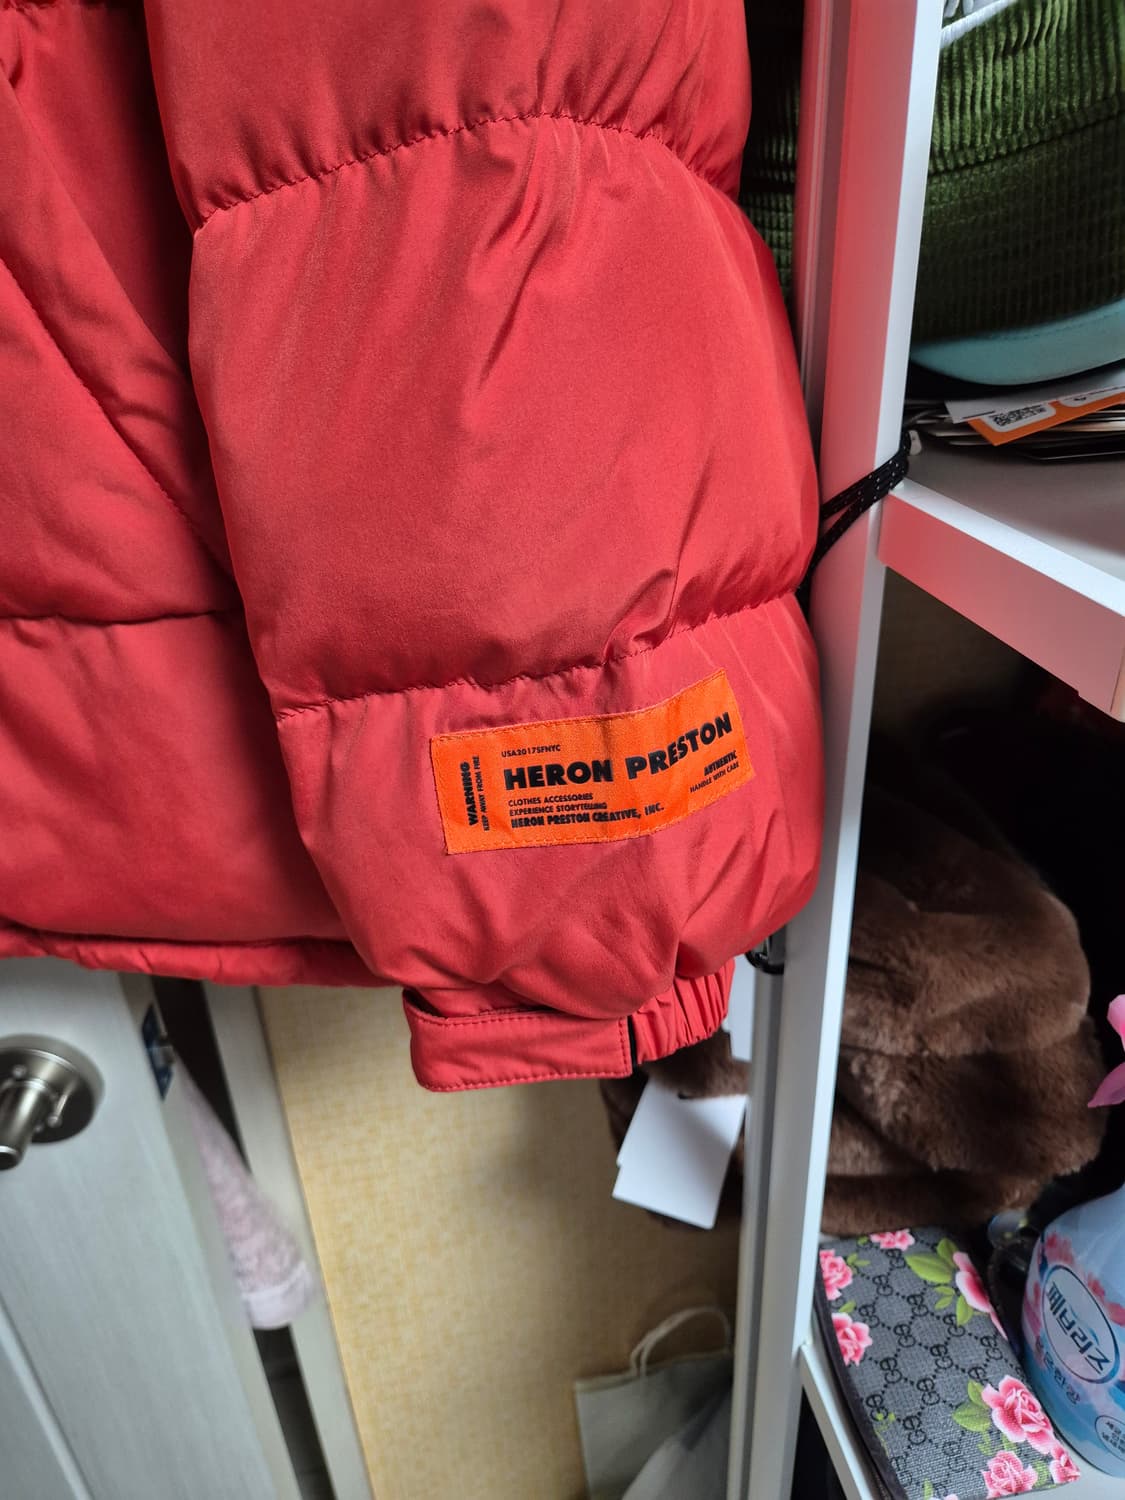 WARNING
KEEP AWAY FROM FIRE
USA2017SFNYC
HERON PRESTON
CLOTHES ACCESSORIES
EXPERIENCE STORYTELLING
HERON PRESTON CREATIVE, INC.
AUTHENTIC
HANDLE WITH CARE
페브리즈